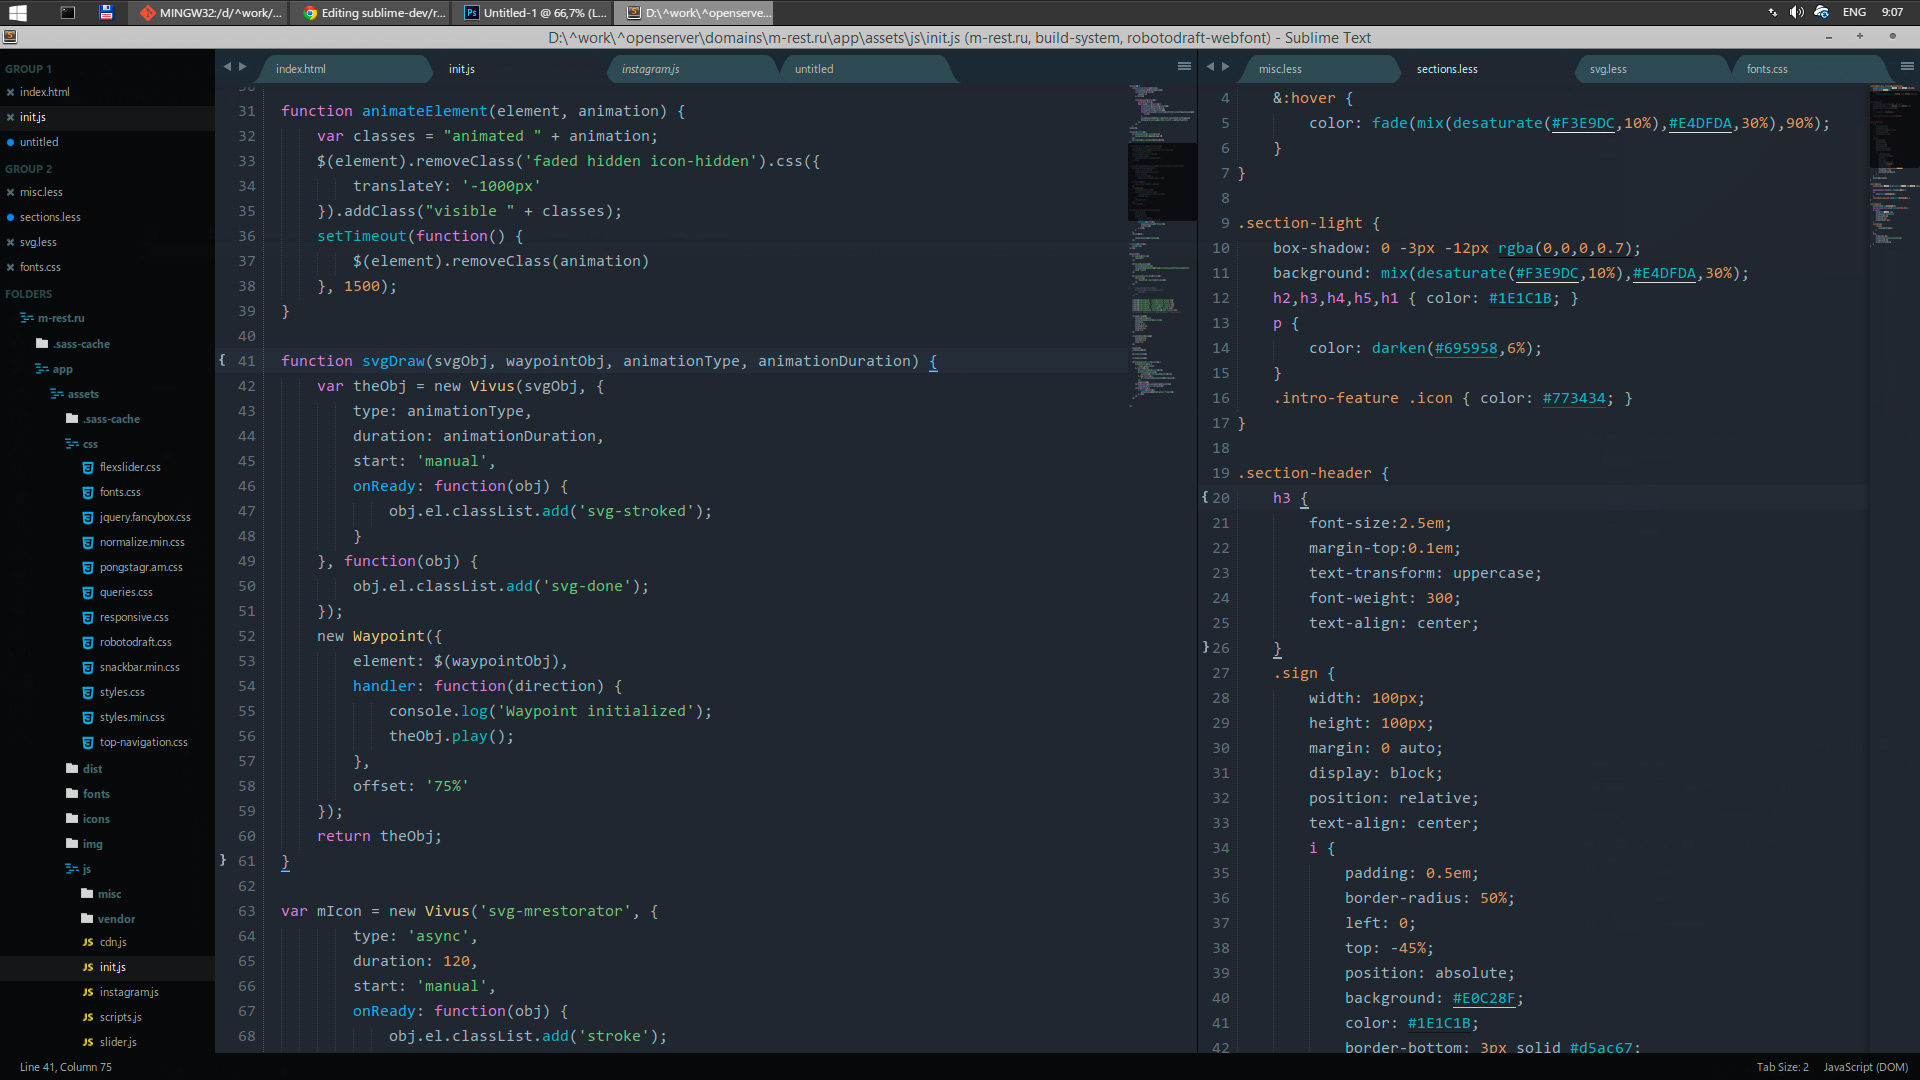 MINGW32:/d/^work/...
Editing sublime-dev/r...
Untitled-1 @ 66,7% (L...
D:\^work\^openserve...
ENG
9:07
D:\^work\^openserver\domains\m-rest.ru\app\assets\js\init.js (m-rest.ru, build-system, robotodraft-webfont) - Sublime Text
GROUP 1
index.html
init.js
untitled
GROUP 2
misc.less
sections.less
svg.less
fonts.css
FOLDERS
m-rest.ru
.sass-cache
app
assets
.sass-cache
css
flexslider.css
fonts.css
jquery.fancybox.css
normalize.min.css
pongstagr.am.css
queries.css
responsive.css
robotodraft.css
snackbar.min.css
styles.css
styles.min.css
top-navigation.css
dist
fonts
icons
img
js
misc
vendor
JS cdn.js
JS init.js
JS instagram.js
JS scripts.js
JS slider.js
index.html
init.js
instagram.js
untitled
31 function animateElement(element, animation) {
32 var classes = "animated " + animation;
33 $(element).removeClass('faded hidden icon-hidden').css({
34 translateY: '-1000px'
35 }).addClass("visible " + classes);
36 setTimeout(function() {
37 $(element).removeClass(animation)
38 }, 1500);
39 }
40
{ 41 function svgDraw(svgObj, waypointObj, animationType, animationDuration) {
42 var theObj = new Vivus(svgObj, {
43 type: animationType,
44 duration: animationDuration,
45 start: 'manual',
46 onReady: function(obj) {
47 obj.el.classList.add('svg-stroked');
48 }
49 }, function(obj) {
50 obj.el.classList.add('svg-done');
51 });
52 new Waypoint({
53 element: $(waypointObj),
54 handler: function(direction) {
55 console.log('Waypoint initialized');
56 theObj.play();
57 },
58 offset: '75%'
59 });
60 return theObj;
} 61 }
62
63 var mIcon = new Vivus('svg-mrestorator', {
64 type: 'async',
65 duration: 120,
66 start: 'manual',
67 onReady: function(obj) {
68 obj.el.classList.add('stroke');
misc.less
sections.less
svg.less
fonts.css
4 &:hover {
5 color: fade(mix(desaturate(#F3E9DC,10%),#E4DFDA,30%),90%);
6 }
7 }
8
9 .section-light {
10 box-shadow: 0 -3px -12px rgba(0,0,0,0.7);
11 background: mix(desaturate(#F3E9DC,10%),#E4DFDA,30%);
12 h2,h3,h4,h5,h1 { color: #1E1C1B; }
13 p {
14 color: darken(#695958,6%);
15 }
16 .intro-feature .icon { color: #773434; }
17 }
18
19 .section-header {
{ 20 h3 {
21 font-size:2.5em;
22 margin-top:0.1em;
23 text-transform: uppercase;
24 font-weight: 300;
25 text-align: center;
} 26 }
27 .sign {
28 width: 100px;
29 height: 100px;
30 margin: 0 auto;
31 display: block;
32 position: relative;
33 text-align: center;
34 i {
35 padding: 0.5em;
36 border-radius: 50%;
37 left: 0;
38 top: -45%;
39 position: absolute;
40 background: #E0C28F;
41 color: #1E1C1B;
42 border-bottom: 3px solid #d5ac67;
Line 41, Column 75
Tab Size: 2
JavaScript (DOM)